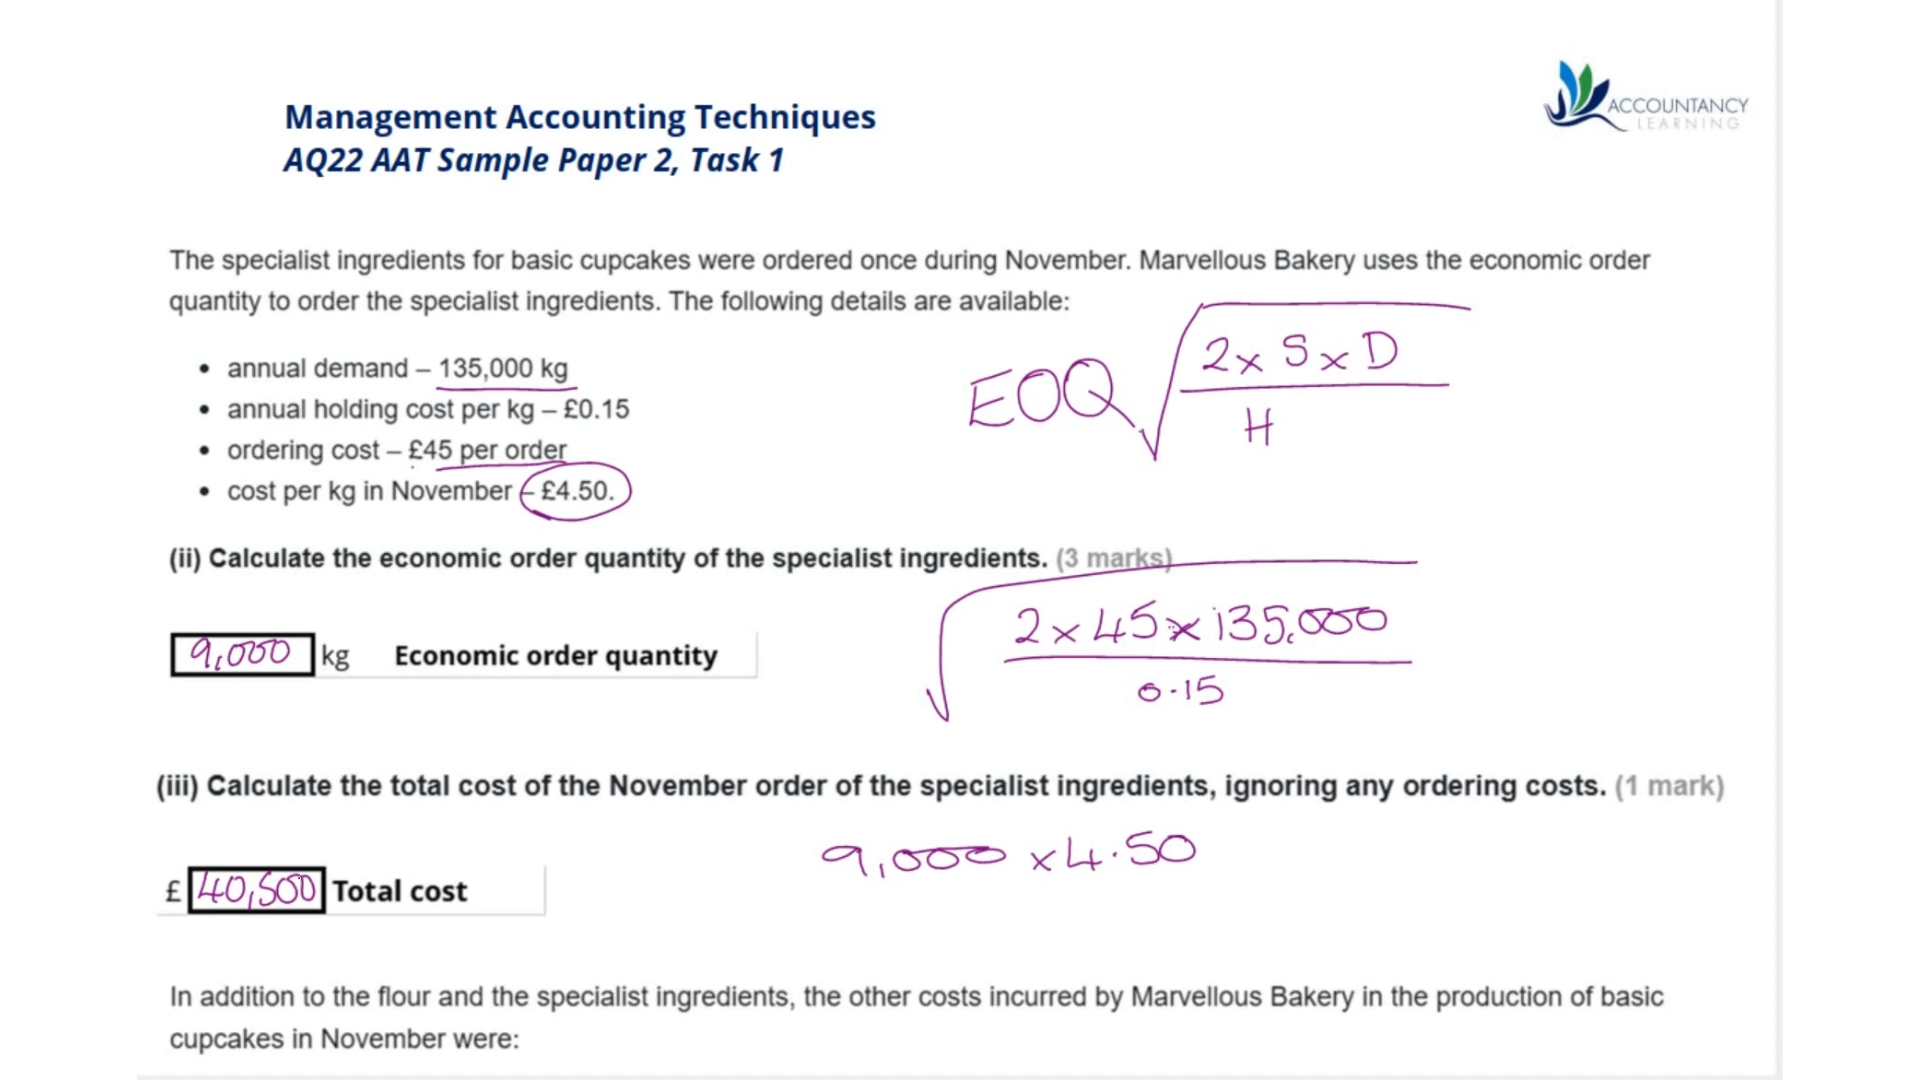 ACCOUNTANCY
LEARNING
Management Accounting Techniques
AQ22 AAT Sample Paper 2, Task 1
The specialist ingredients for basic cupcakes were ordered once during November. Marvellous Bakery uses the economic order
quantity to order the specialist ingredients. The following details are available:
• annual demand – 135,000 kg
• annual holding cost per kg – £0.15
• ordering cost – £45 per order
• cost per kg in November – £4.50.
EOQ √
2 x S x D
H
(ii) Calculate the economic order quantity of the specialist ingredients. (3 marks)
√ 2 x 45 x 135,000
0.15
9,000 kg Economic order quantity
(iii) Calculate the total cost of the November order of the specialist ingredients, ignoring any ordering costs. (1 mark)
9,000 x 4.50
£ 40,500 Total cost
In addition to the flour and the specialist ingredients, the other costs incurred by Marvellous Bakery in the production of basic
cupcakes in November were: